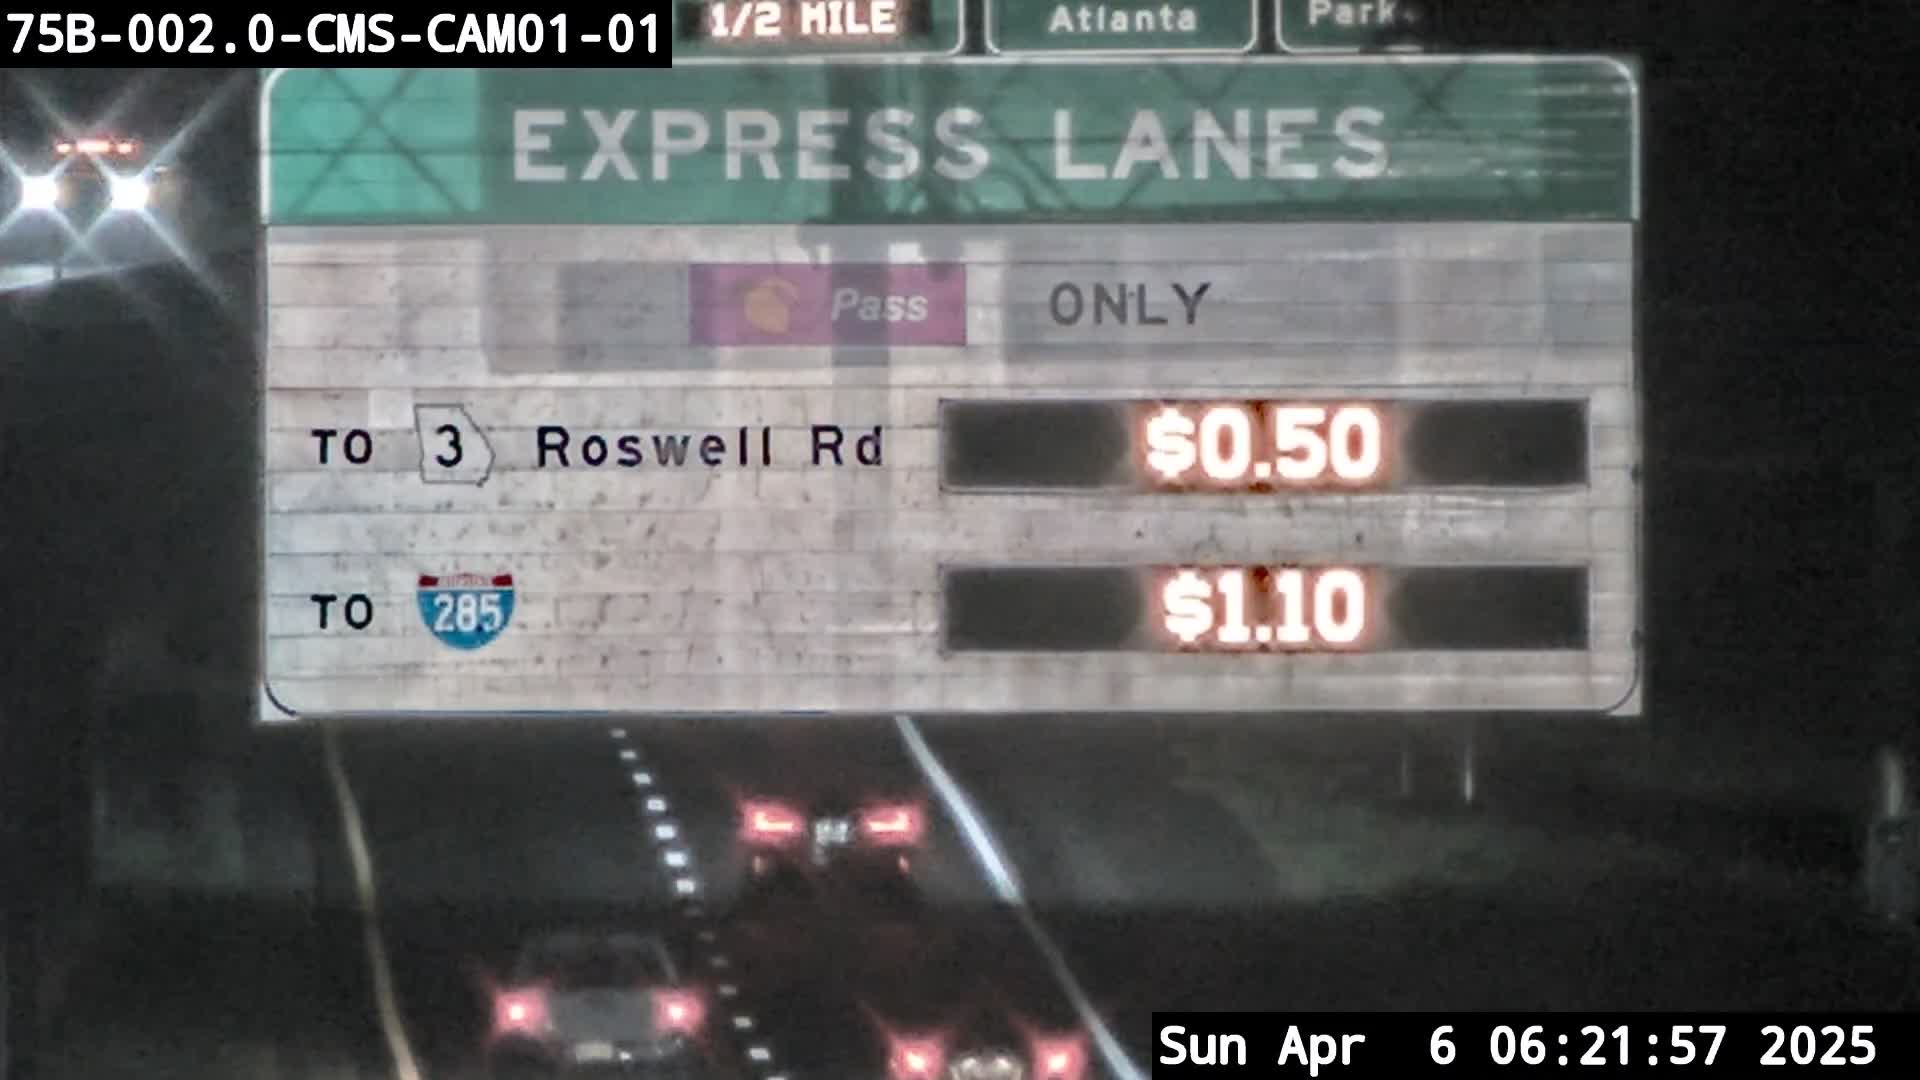 75B-002.0-CMS-CAM01-01
1/2 MILE
Atlanta
Park
EXPRESS LANES
Pass ONLY
TO 3 Roswell Rd $0.50
TO 285 $1.10
Sun Apr 6 06:21:57 2025